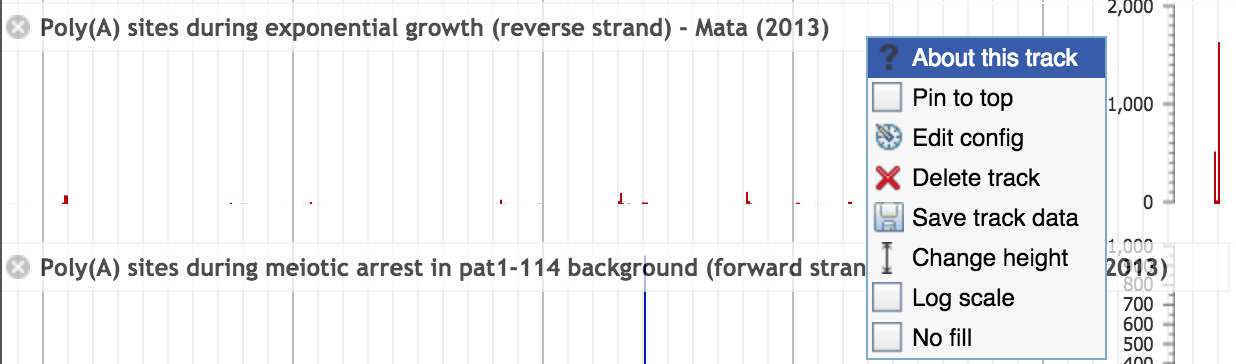 Poly(A) sites during exponential growth (reverse strand) - Mata (2013)
2,000
1,000
0
? About this track
Pin to top
Edit config
Delete track
Save track data
Change height
Log scale
No fill
Poly(A) sites during meiotic arrest in pat1-114 background (forward stran
2013)
1,000
800
700
600
500
400